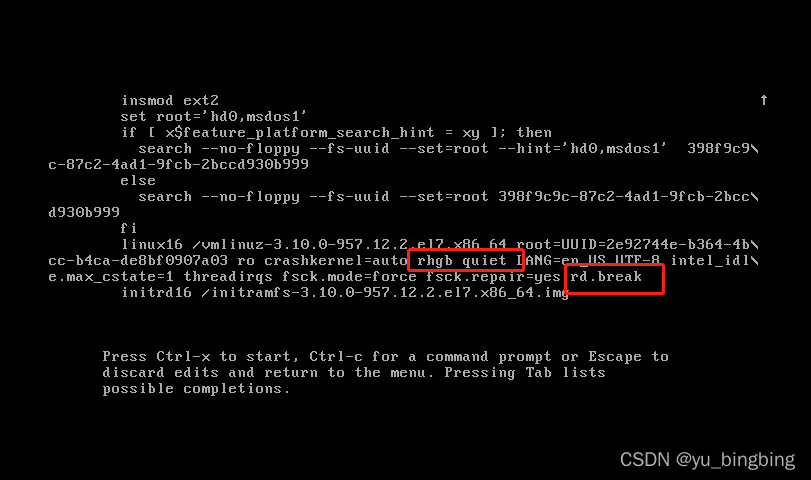 insmod ext2
↑
set root='hd0,msdos1'
if [ x$feature_platform_search_hint = xy ]; then
search --no-floppy --fs-uuid --set=root --hint='hd0,msdos1'  398f9c9\
c-87c2-4ad1-9fcb-2bccd930b999
else
search --no-floppy --fs-uuid --set=root 398f9c9c-87c2-4ad1-9fcb-2bcc\
d930b999
fi
linux16 /vmlinuz-3.10.0-957.12.2.el7.x86_64 root=UUID=2e92744e-b364-4b\
cc-b4ca-de8bf0907a03 ro crashkernel=auto rhgb quiet LANG=en_US.UTF-8 intel_idl\
e.max_cstate=1 threadirqs fsck.mode=force fsck.repair=yes rd.break
initrd16 /initramfs-3.10.0-957.12.2.el7.x86_64.img
Press Ctrl-x to start, Ctrl-c for a command prompt or Escape to
discard edits and return to the menu. Pressing Tab lists
possible completions.
CSDN @yu_bingbing